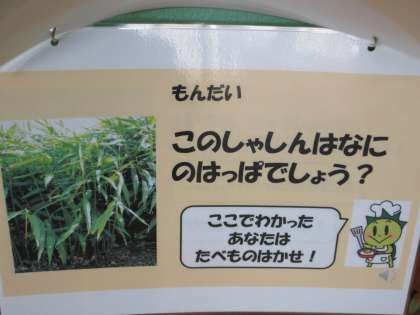 もんだい
このしゃしんはなに
のはっぱでしょう？
ここでわかった
あなたは
たべものはかせ！